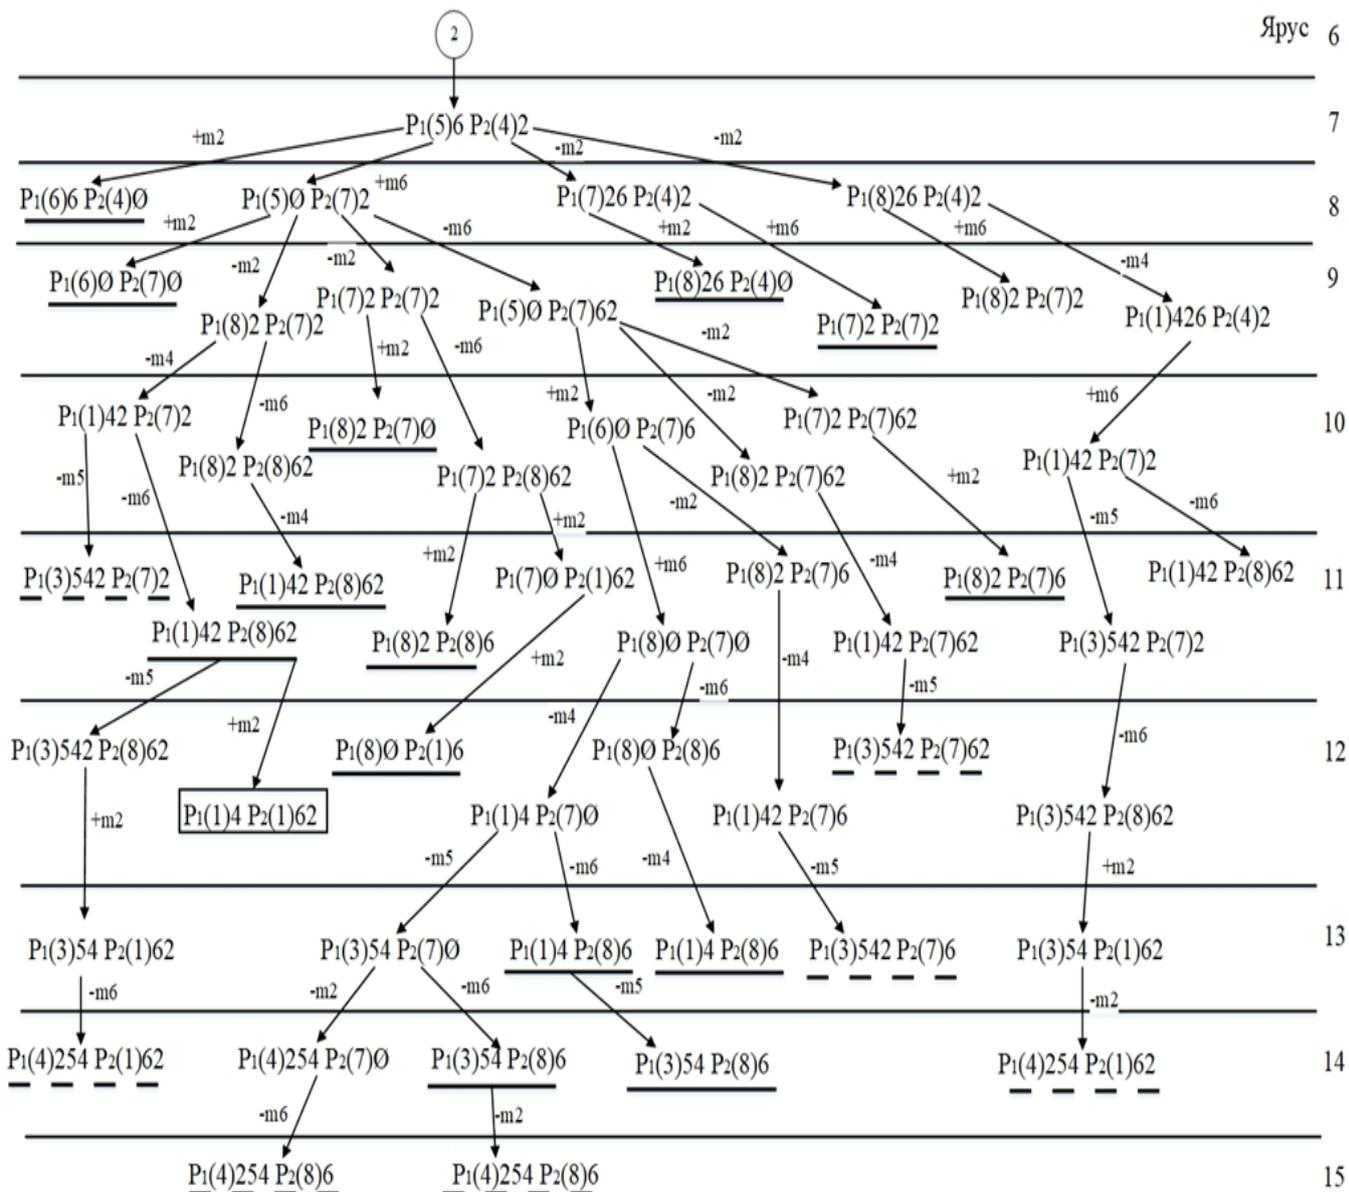 2
Ярус 6
P₁(5)6 P₂(4)2
7
+m2
-m2
-m2
P₁(6)6 P₂(4)Ø
P₁(5)Ø P₂(7)2
+m6
P₁(7)26 P₂(4)2
P₁(8)26 P₂(4)2
8
+m2
-m6
+m2
+m6
+m6
P₁(6)Ø P₂(7)Ø
-m2
-m2
P₁(8)26 P₂(4)Ø
-m4
9
P₁(8)2 P₂(7)2
P₁(7)2 P₂(7)2
P₁(5)Ø P₂(7)62
P₁(7)2 P₂(7)2
P₁(8)2 P₂(7)2
P₁(1)426 P₂(4)2
-m4
+m2
-m6
-m2
P₁(1)42 P₂(7)2
-m6
+m2
-m2
+m6
P₁(8)2 P₂(7)Ø
P₁(6)Ø P₂(7)6
P₁(7)2 P₂(7)62
10
P₁(8)2 P₂(8)62
P₁(7)2 P₂(8)62
P₁(8)2 P₂(7)62
P₁(1)42 P₂(7)2
-m5
-m6
-m4
+m2
-m2
+m2
-m5
-m6
P₁(3)542 P₂(7)2
P₁(1)42 P₂(8)62
+m2
P₁(7)Ø P₂(1)62
+m6
P₁(8)2 P₂(7)6
-m4
P₁(8)2 P₂(7)6
P₁(1)42 P₂(8)62
11
P₁(1)42 P₂(8)62
P₁(8)2 P₂(8)6
P₁(8)Ø P₂(7)Ø
P₁(1)42 P₂(7)62
P₁(3)542 P₂(7)2
-m5
+m2
+m2
-m4
-m6
-m4
-m5
-m6
P₁(3)542 P₂(8)62
P₁(8)Ø P₂(1)6
P₁(8)Ø P₂(8)6
P₁(3)542 P₂(7)62
12
+m2
P₁(1)4 P₂(1)62
P₁(1)4 P₂(7)Ø
P₁(1)42 P₂(7)6
P₁(3)542 P₂(8)62
-m5
-m6
-m4
-m5
+m2
P₁(3)54 P₂(1)62
P₁(3)54 P₂(7)Ø
P₁(1)4 P₂(8)6
P₁(1)4 P₂(8)6
P₁(3)542 P₂(7)6
P₁(3)54 P₂(1)62
13
-m6
-m2
-m6
-m5
-m2
P₁(4)254 P₂(1)62
P₁(4)254 P₂(7)Ø
P₁(3)54 P₂(8)6
P₁(3)54 P₂(8)6
P₁(4)254 P₂(1)62
14
-m6
-m2
P₁(4)254 P₂(8)6
P₁(4)254 P₂(8)6
15